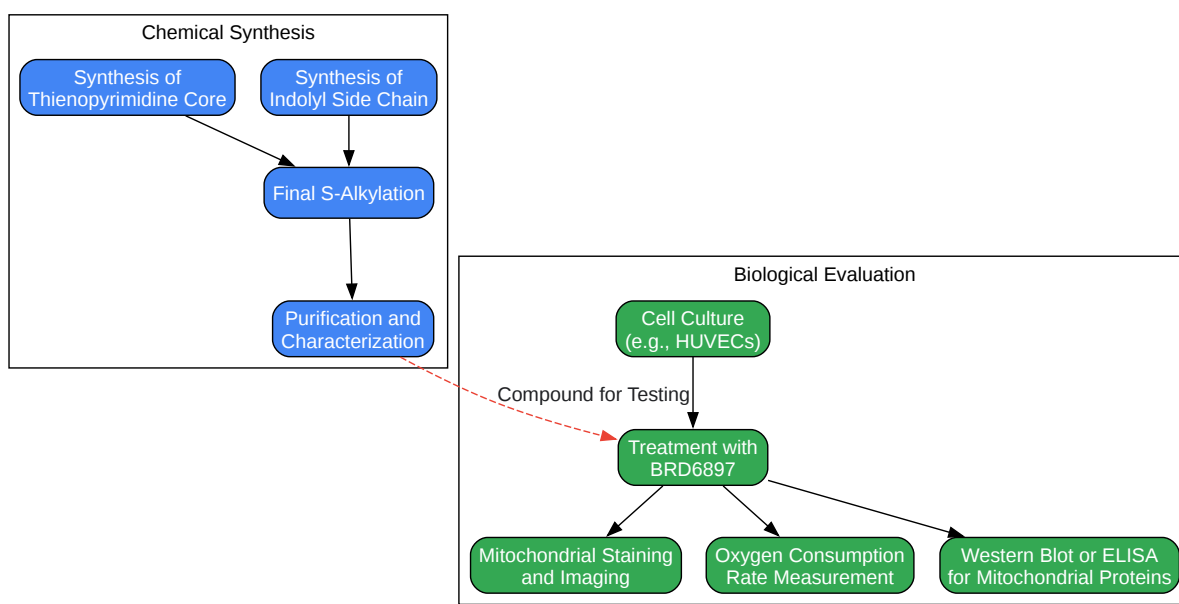 Chemical Synthesis
Synthesis of
Thienopyrimidine Core
Synthesis of
Indolyl Side Chain
Final S-Alkylation
Purification and
Characterization
Biological Evaluation
Cell Culture
(e.g., HUVECs)
Compound for Testing
Treatment with
BRD6897
Mitochondrial Staining
and Imaging
Oxygen Consumption
Rate Measurement
Western Blot or ELISA
for Mitochondrial Proteins